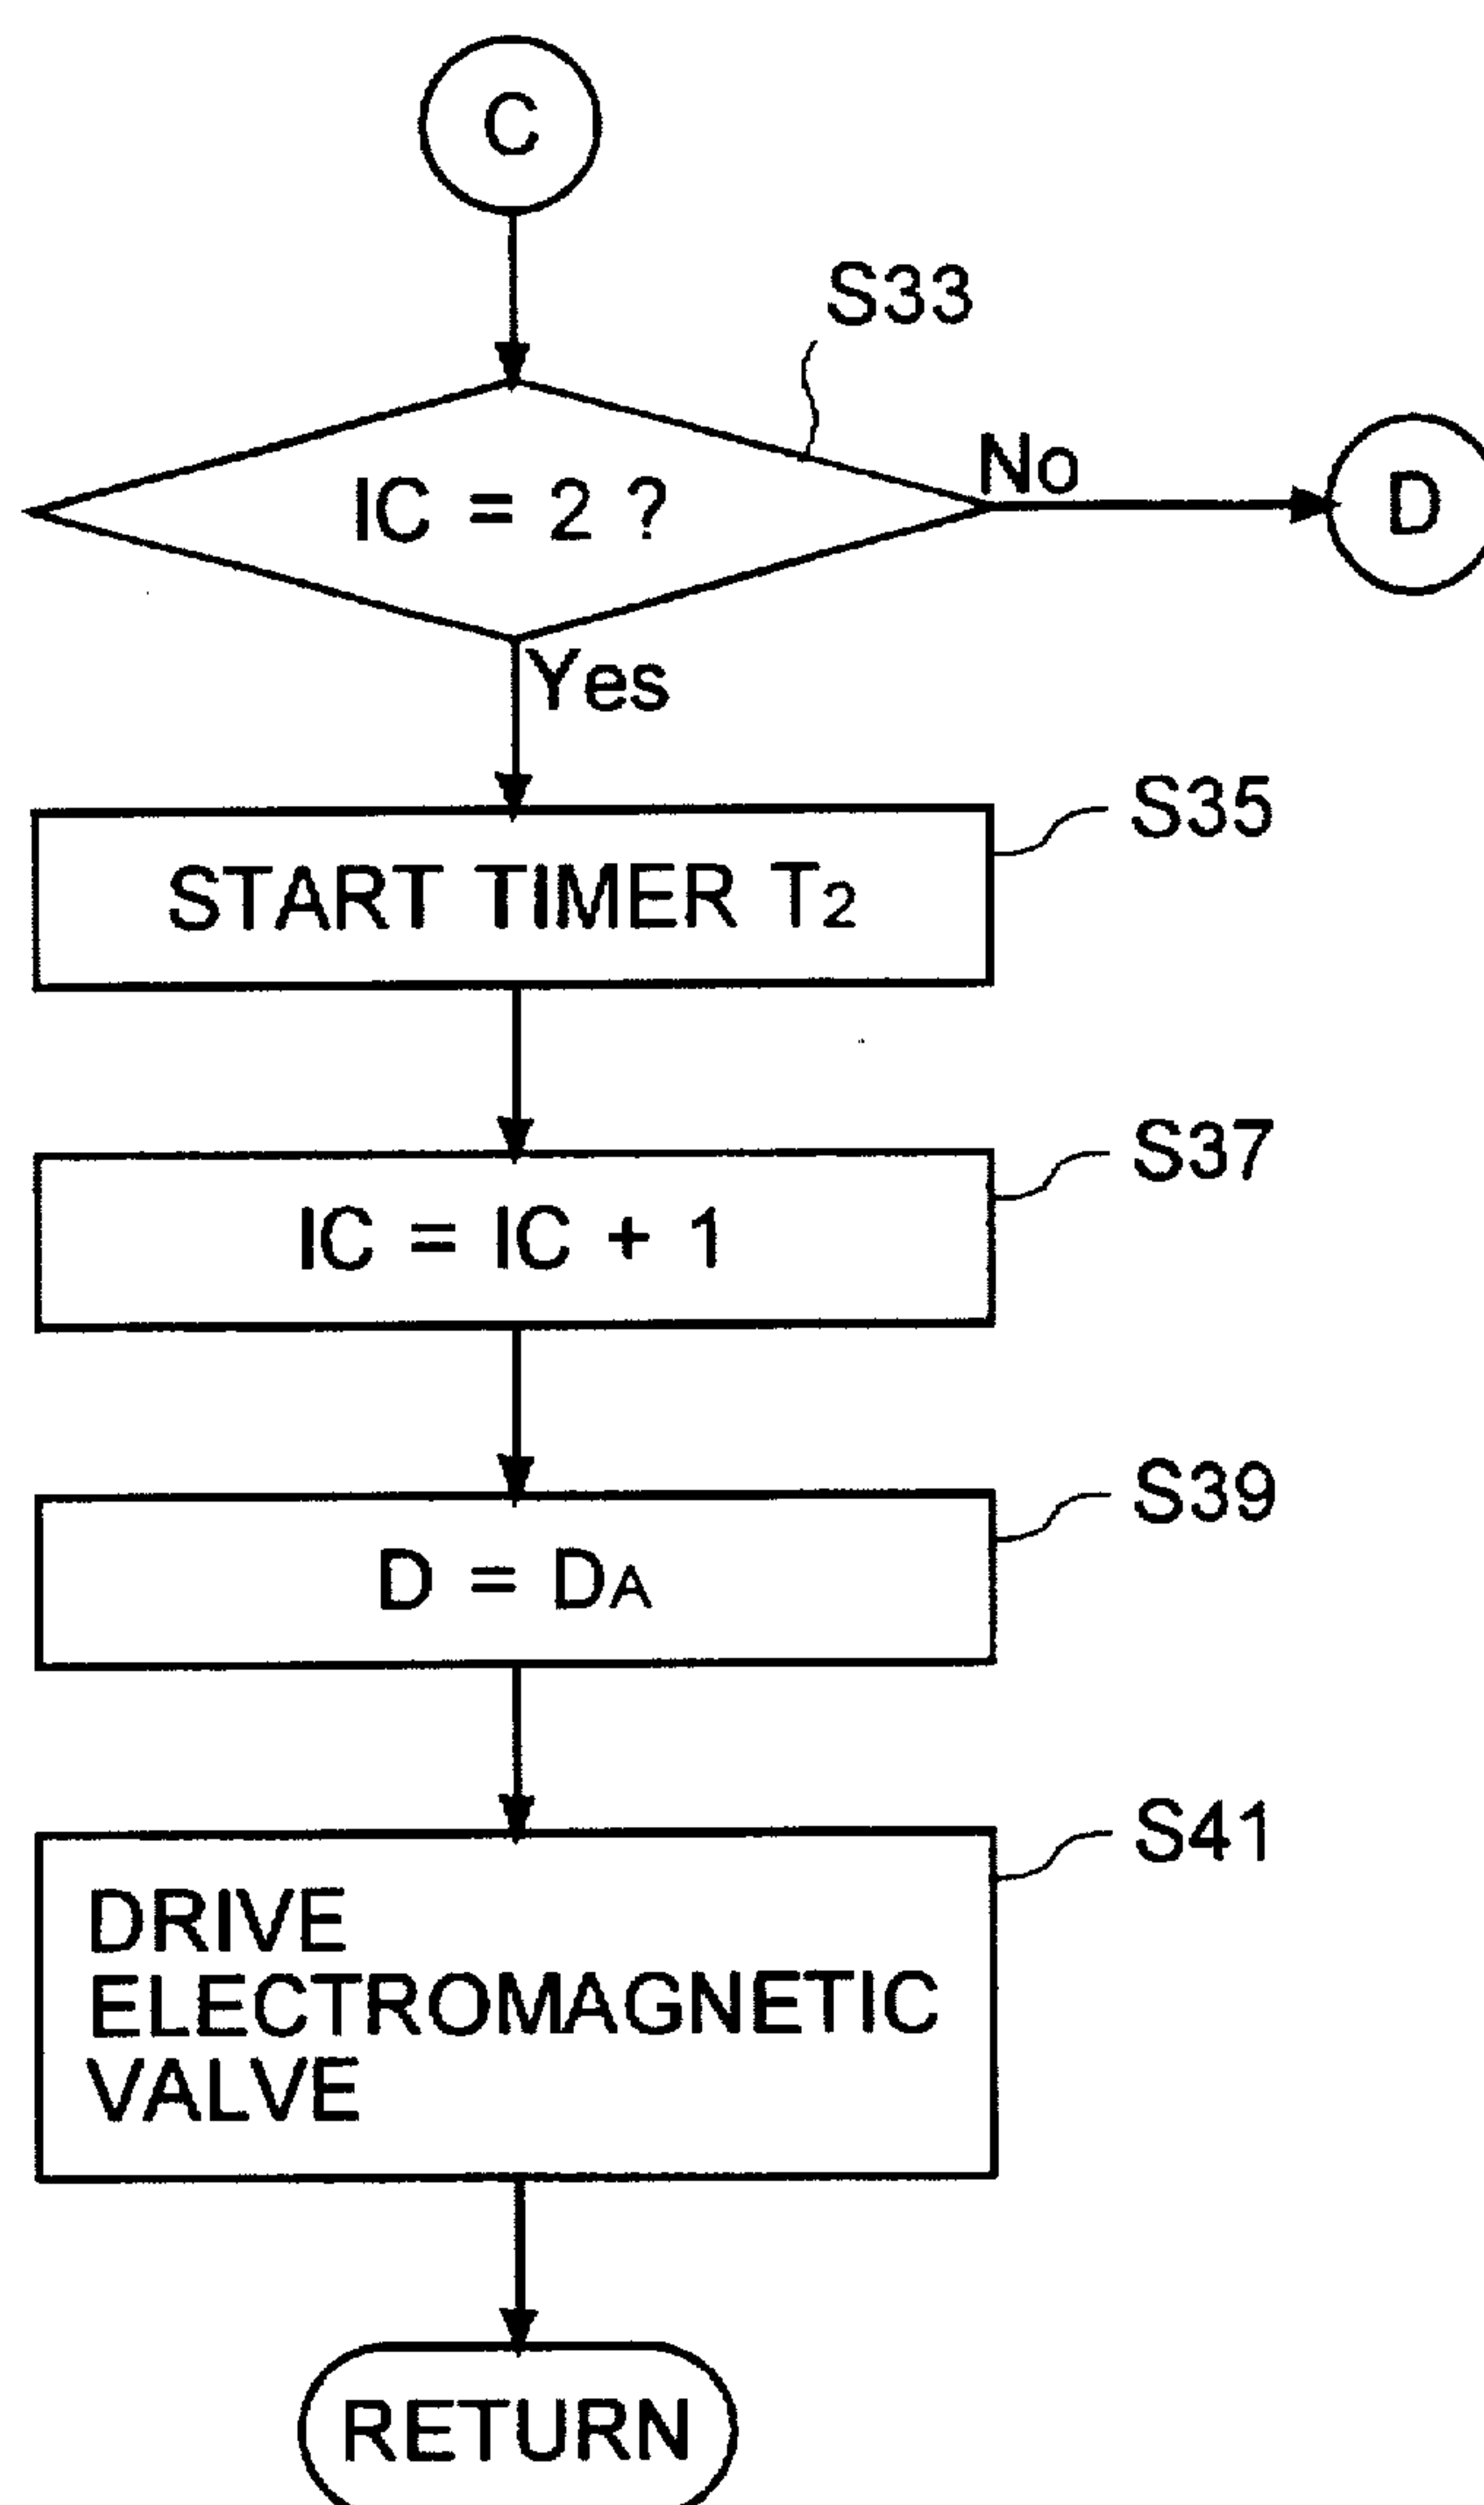 C
S33
IC = 2 ?
No
D
Yes
S35
START TIMER T₂
S37
IC = IC + 1
S39
D = Dᴀ
S41
DRIVE
ELECTROMAGNETIC
VALVE
RETURN